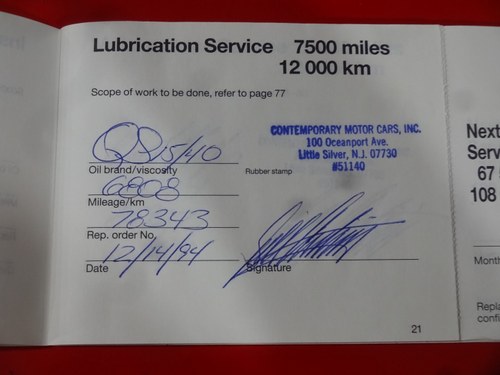 Lubrication Service 7500 miles
12 000 km
Scope of work to be done, refer to page 77
QS 15/40
Oil brand/viscosity
6808
Mileage/km
78343
Rep. order No.
12/14/94
Date
CONTEMPORARY MOTOR CARS, INC.
100 Oceanport Ave.
Little Silver, N.J. 07730
#51140
Rubber stamp
Signature
21
Next
Serv
67
108
Month
Repla
confi